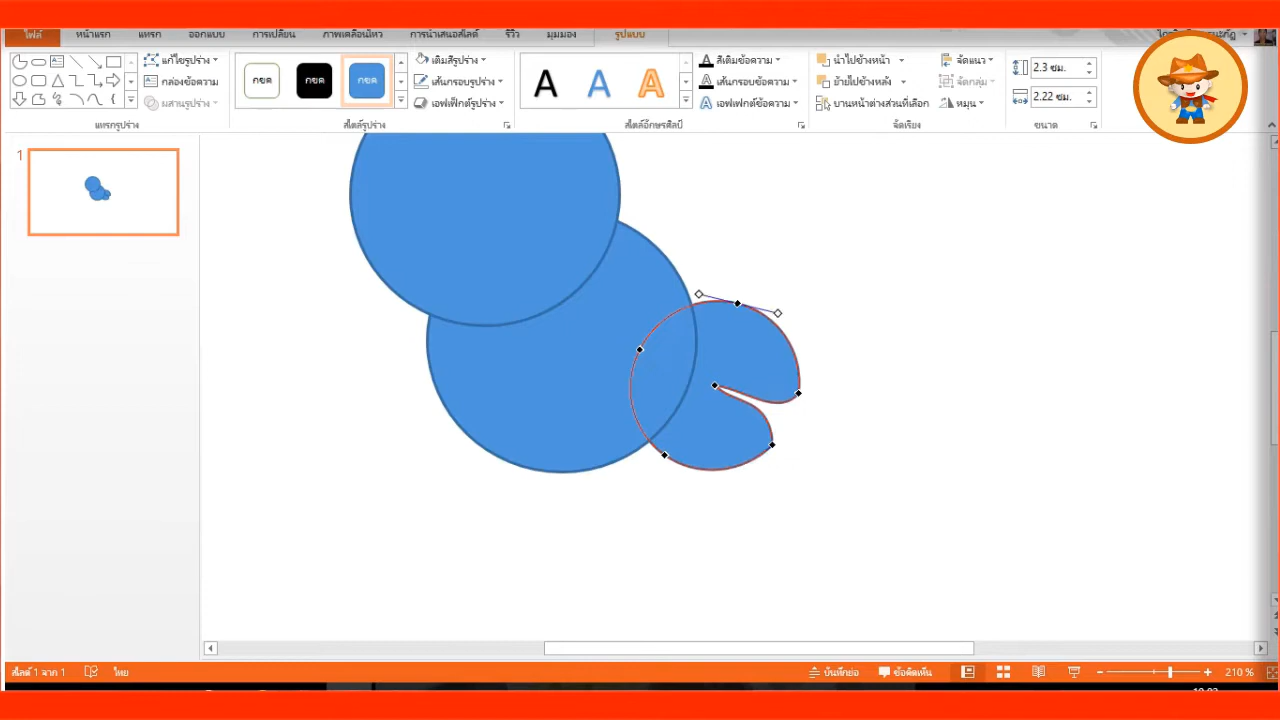 ไฟล์ หน้าแรก แทรก ออกแบบ การเปลี่ยน ภาพเคลื่อนไหว การนำเสนอสไลด์ รีวิว มุมมอง รูปแบบ
แก้ไขรูปร่าง กขค กขค กขค เติมสีรูปร่าง A A A สีเติมข้อความ นำไปข้างหน้า จัดแนว 2.3 ซม.
กล่องข้อความ เส้นกรอบรูปร่าง เส้นกรอบข้อความ ย้ายไปข้างหลัง จัดกลุ่ม 2.22 ซม.
ผสานรูปร่าง เอฟเฟ็กต์รูปร่าง เอฟเฟกต์ข้อความ บานหน้าต่างส่วนที่เลือก หมุน
แทรกรูปร่าง สไตล์รูปร่าง สไตล์อักษรศิลป์ จัดเรียง ขนาด
1
สไลด์ 1 จาก 1 ไทย บันทึกย่อ ข้อคิดเห็น 210 %